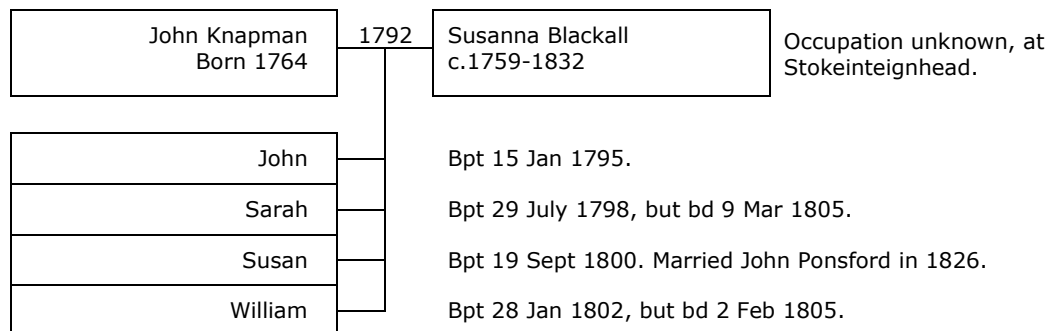 John Knapman
Born 1764
1792
Susanna Blackall
c.1759-1832
Occupation unknown, at
Stokeinteignhead.
John
Bpt 15 Jan 1795.
Sarah
Bpt 29 July 1798, but bd 9 Mar 1805.
Susan
Bpt 19 Sept 1800. Married John Ponsford in 1826.
William
Bpt 28 Jan 1802, but bd 2 Feb 1805.